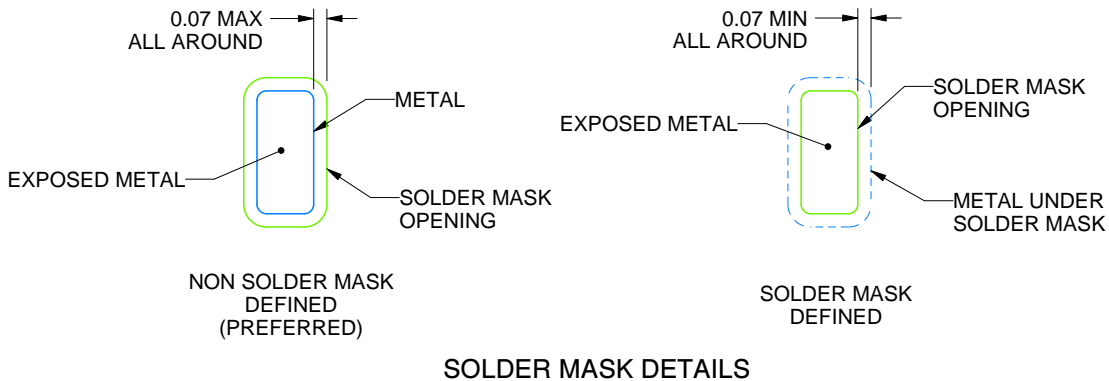 0.07 MAX
ALL AROUND
METAL
EXPOSED METAL
SOLDER MASK
OPENING
NON SOLDER MASK
DEFINED
(PREFERRED)
0.07 MIN
ALL AROUND
SOLDER MASK
OPENING
EXPOSED METAL
METAL UNDER
SOLDER MASK
SOLDER MASK
DEFINED
SOLDER MASK DETAILS